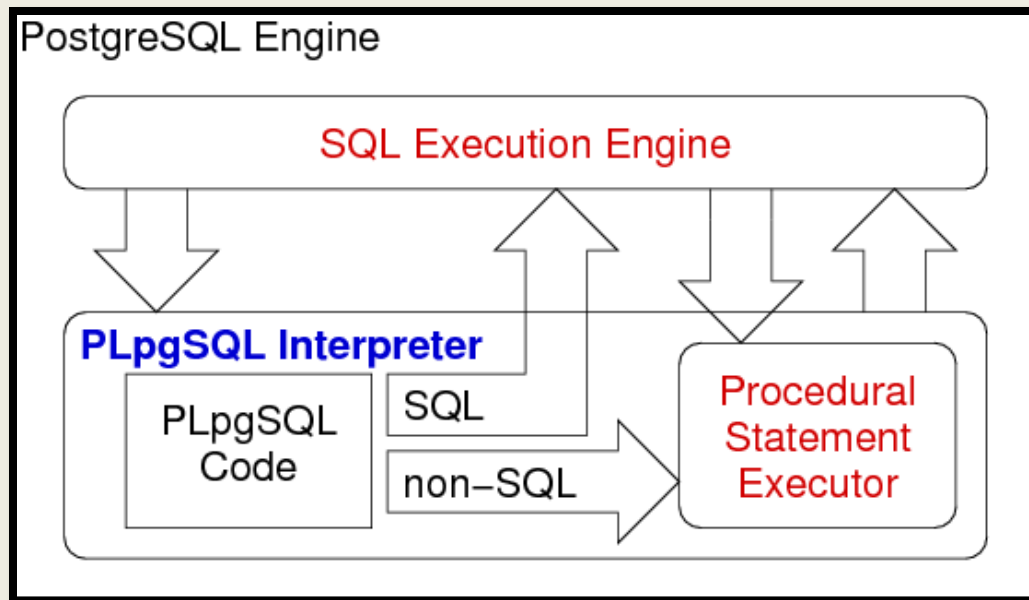 PostgreSQL Engine
SQL Execution Engine
PLpgSQL Interpreter
PLpgSQL
Code
SQL
non−SQL
Procedural
Statement
Executor